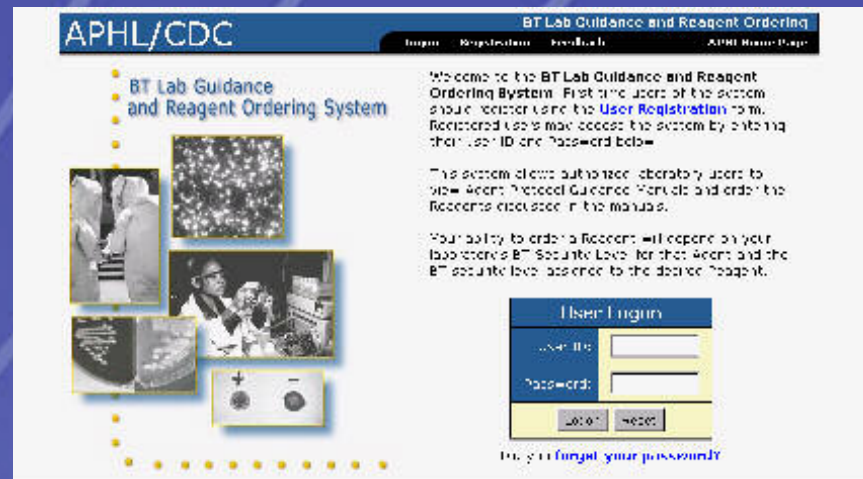 APHL/CDC
BT Lab Guidance and Reagent Ordering
Logon Registration Feedback APHL Home Page
BT Lab Guidance
and Reagent Ordering System
Welcome to the BT Lab Guidance and Reagent
Ordering System. First time users of the system
should register using the User Registration form.
Registered users may access the system by entering
their User ID and Password below.
This system allows authorized laboratory users to
view Agent Protocol Guidance Manuals and order the
Reagents discussed in the manuals.
Your ability to order a Reagent will depend on your
laboratory's BT Security Level for that Agent and the
BT security level assigned to the desired Reagent.
User Logon
User ID:
Password:
Logon Reset
Did you forget your password?
+ -